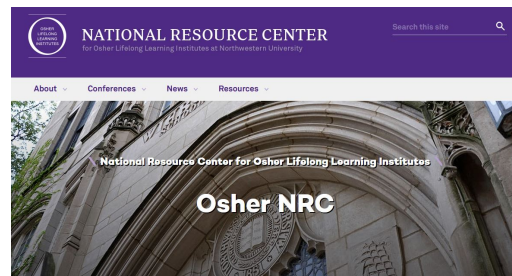 OSHER
LIFELONG
LEARNING
INSTITUTES
NATIONAL RESOURCE CENTER
for Osher Lifelong Learning Institutes at Northwestern University
Search this site
About
Conferences
News
Resources
National Resource Center for Osher Lifelong Learning Institutes
Osher NRC